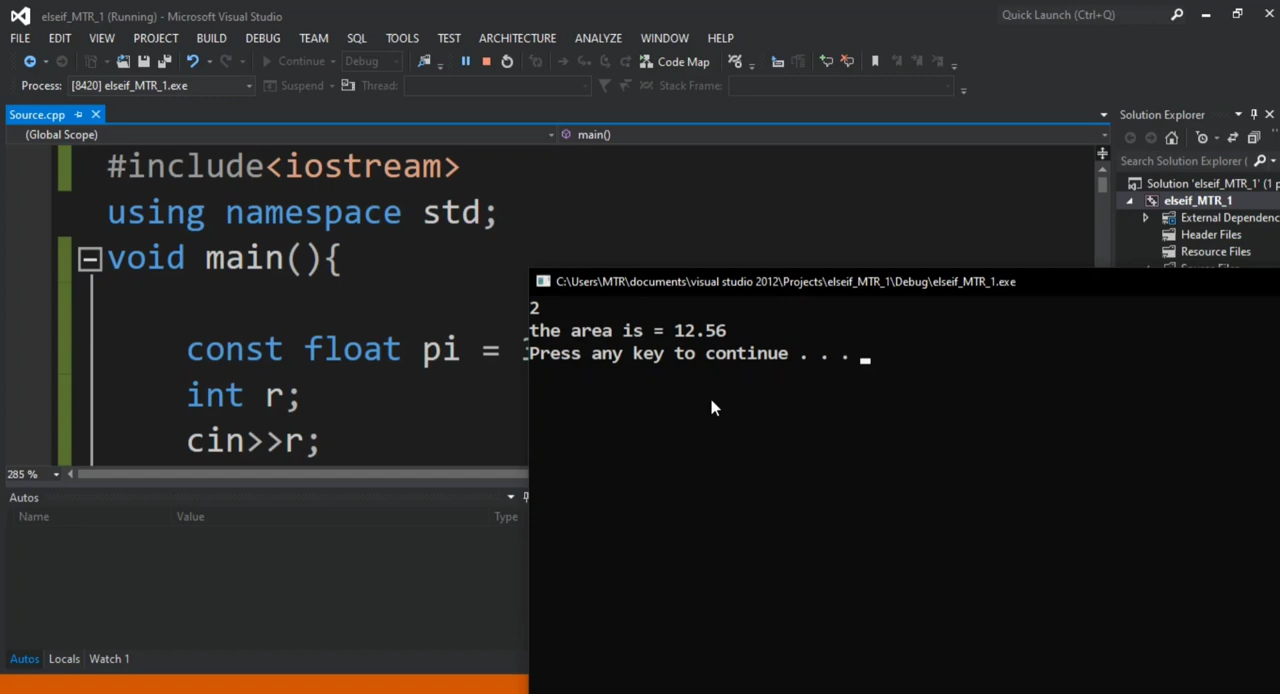 elseif_MTR_1 (Running) - Microsoft Visual Studio
Quick Launch (Ctrl+Q)
FILE EDIT VIEW PROJECT BUILD DEBUG TEAM SQL TOOLS TEST ARCHITECTURE ANALYZE WINDOW HELP
Continue Debug Code Map
Process: [8420] elseif_MTR_1.exe Suspend Thread: Stack Frame:
Source.cpp
Solution Explorer
(Global Scope) main()
Search Solution Explorer (
#include<iostream>
using namespace std;
void main(){
const float pi =
int r;
cin>>r;
Solution 'elseif_MTR_1' (1 p
elseif_MTR_1
External Dependenc
Header Files
Resource Files
C:\Users\MTR\documents\visual studio 2012\Projects\elseif_MTR_1\Debug\elseif_MTR_1.exe
2
the area is = 12.56
Press any key to continue . . .
285 %
Autos
Name Value Type
Autos Locals Watch 1